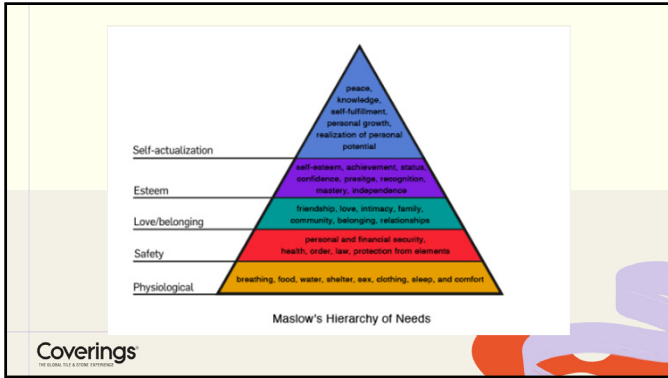 peace,
knowledge,
self-fulfillment,
personal growth,
realization of personal
potential
Self-actualization
self-esteem, achievement, status,
confidence, presitge, recognition,
mastery, independence
Esteem
friendship, love, intimacy, family,
community, belonging, relationships
Love/belonging
personal and financial security,
health, order, law, protection from elements
Safety
breathing, food, water, shelter, sex, clothing, sleep, and comfort
Physiological
Maslow's Hierarchy of Needs
Coverings
THE GLOBAL TILE & STONE EXPERIENCE